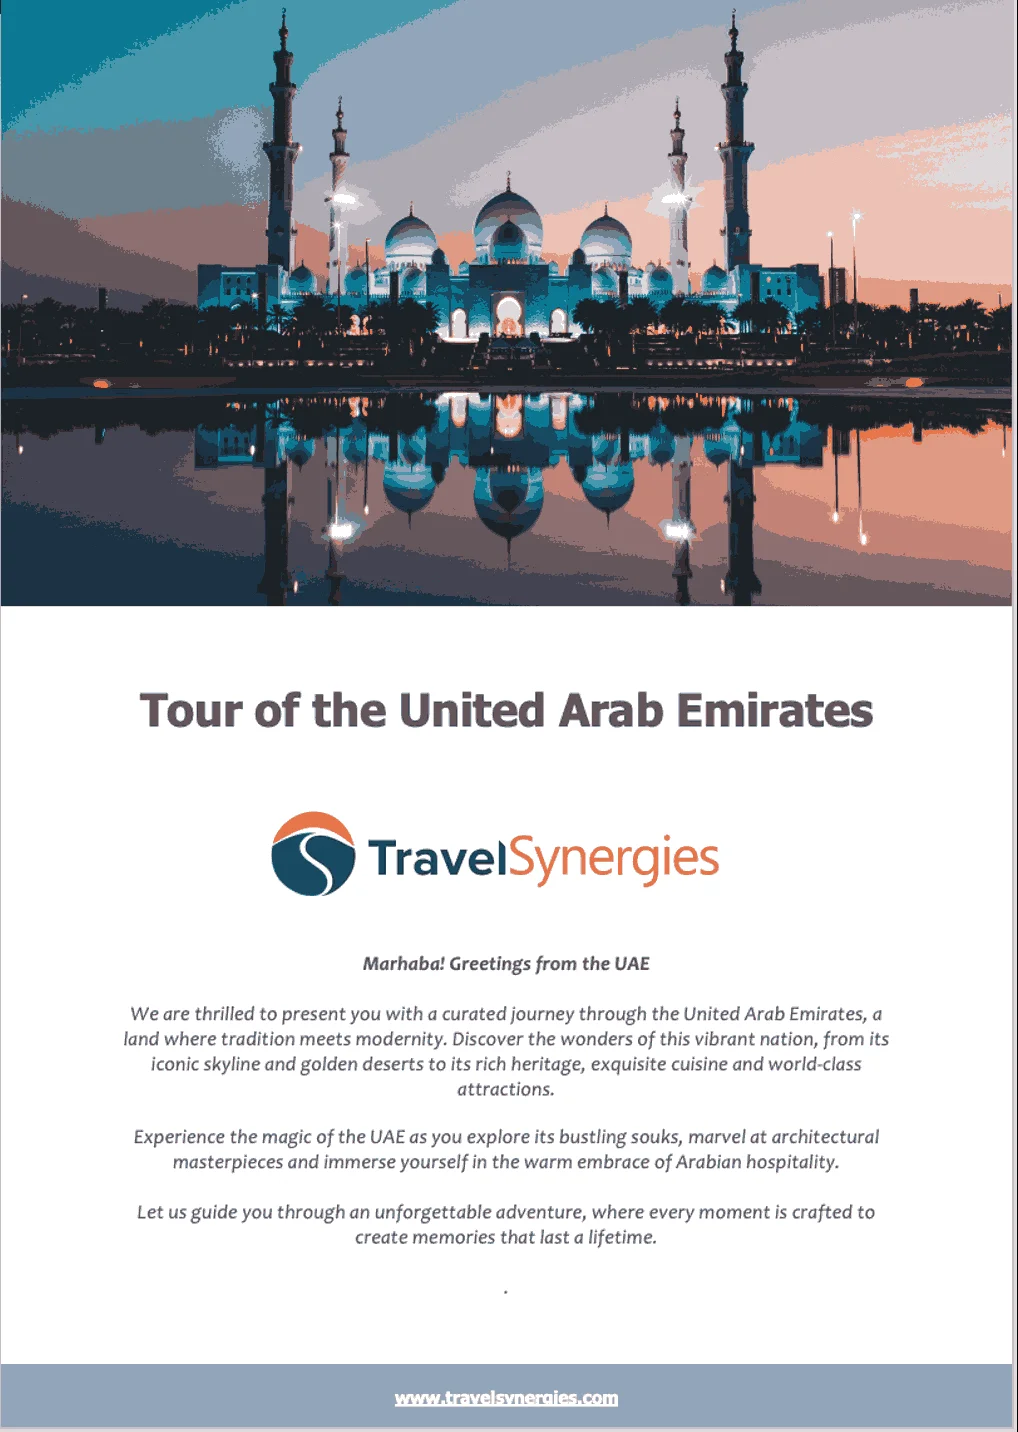 Tour of the United Arab Emirates
TravelSynergies
Marhaba! Greetings from the UAE
We are thrilled to present you with a curated journey through the United Arab Emirates, a
land where tradition meets modernity. Discover the wonders of this vibrant nation, from its
iconic skyline and golden deserts to its rich heritage, exquisite cuisine and world-class
attractions.
Experience the magic of the UAE as you explore its bustling souks, marvel at architectural
masterpieces and immerse yourself in the warm embrace of Arabian hospitality.
Let us guide you through an unforgettable adventure, where every moment is crafted to
create memories that last a lifetime.
.
www.travelsynergies.com